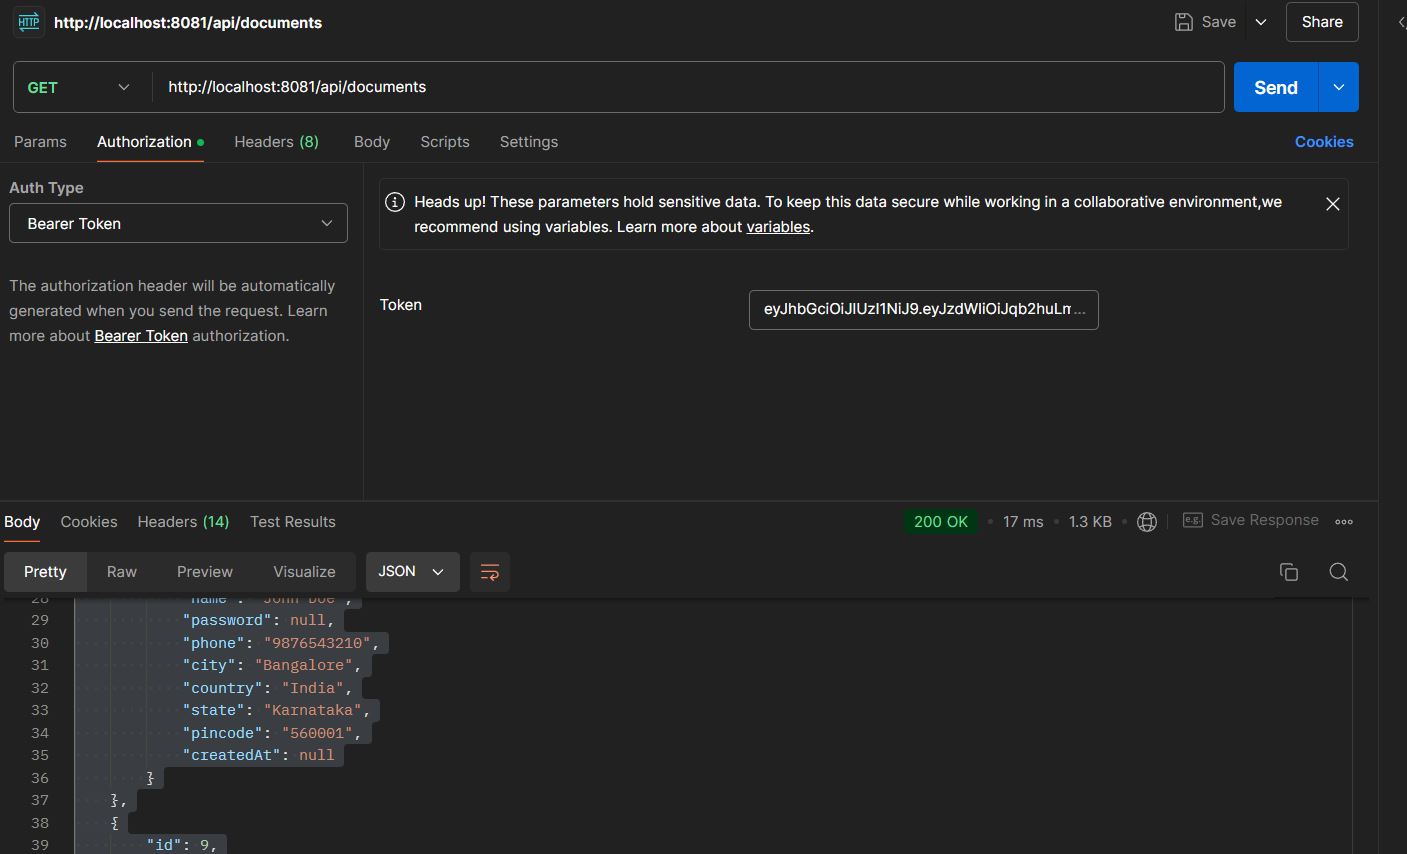 HTTP http://localhost:8081/api/documents Save Share
GET http://localhost:8081/api/documents Send
Params Authorization Headers (8) Body Scripts Settings Cookies
Auth Type
Bearer Token
The authorization header will be automatically
generated when you send the request. Learn
more about Bearer Token authorization.
Heads up! These parameters hold sensitive data. To keep this data secure while working in a collaborative environment,we
recommend using variables. Learn more about variables.
Token eyJhbGciOiJIUzI1NiJ9.eyJzdWIiOiJqb2huLm ...
Body Cookies Headers (14) Test Results 200 OK 17 ms 1.3 KB e.g. Save Response
Pretty Raw Preview Visualize JSON
28 "name": "John Doe",
29 "password": null,
30 "phone": "9876543210",
31 "city": "Bangalore",
32 "country": "India",
33 "state": "Karnataka",
34 "pincode": "560001",
35 "createdAt": null
36 }
37 },
38 {
39 "id": 9,